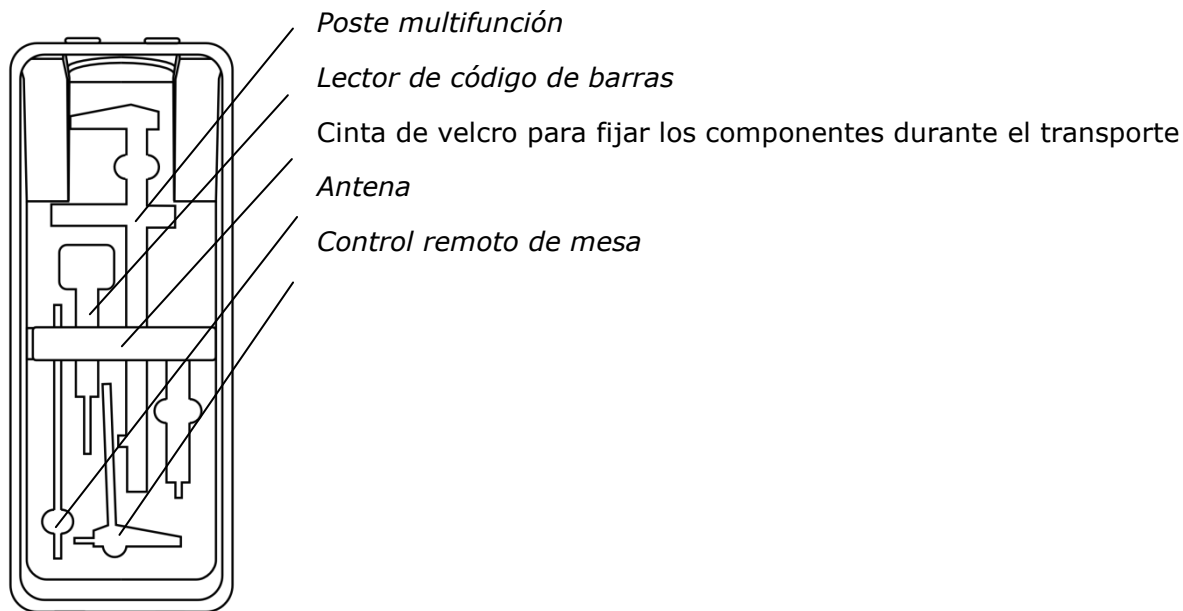 Poste multifunción
Lector de código de barras
Cinta de velcro para fijar los componentes durante el transporte
Antena
Control remoto de mesa